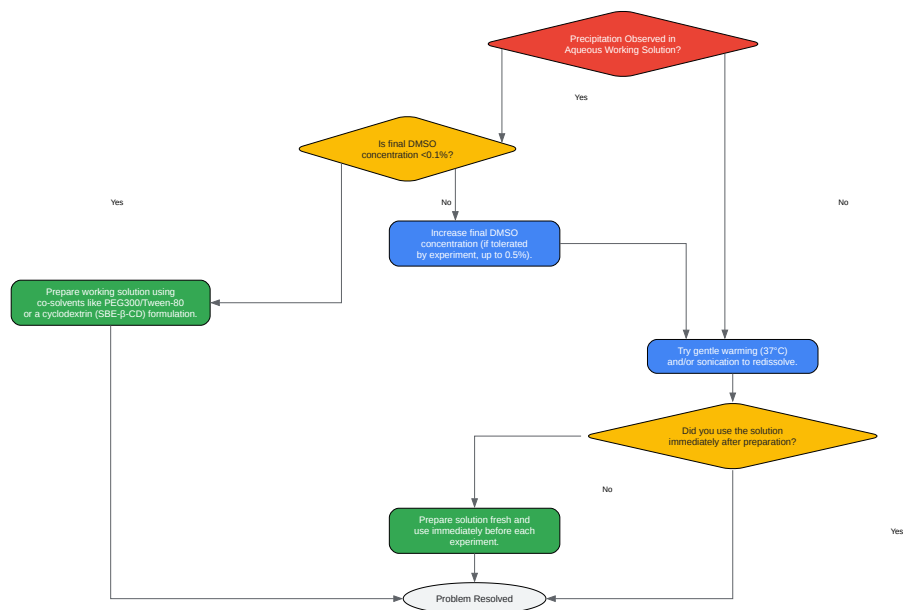 Precipitation Observed in
Aqueous Working Solution?
Yes
Is final DMSO
concentration <0.1%?
Yes
No
No
Increase final DMSO
concentration (if tolerated
by experiment, up to 0.5%).
Prepare working solution using
co-solvents like PEG300/Tween-80
or a cyclodextrin (SBE-β-CD) formulation.
Try gentle warming (37°C)
and/or sonication to redissolve.
Did you use the solution
immediately after preparation?
No
Prepare solution fresh and
use immediately before each
experiment.
Yes
Problem Resolved